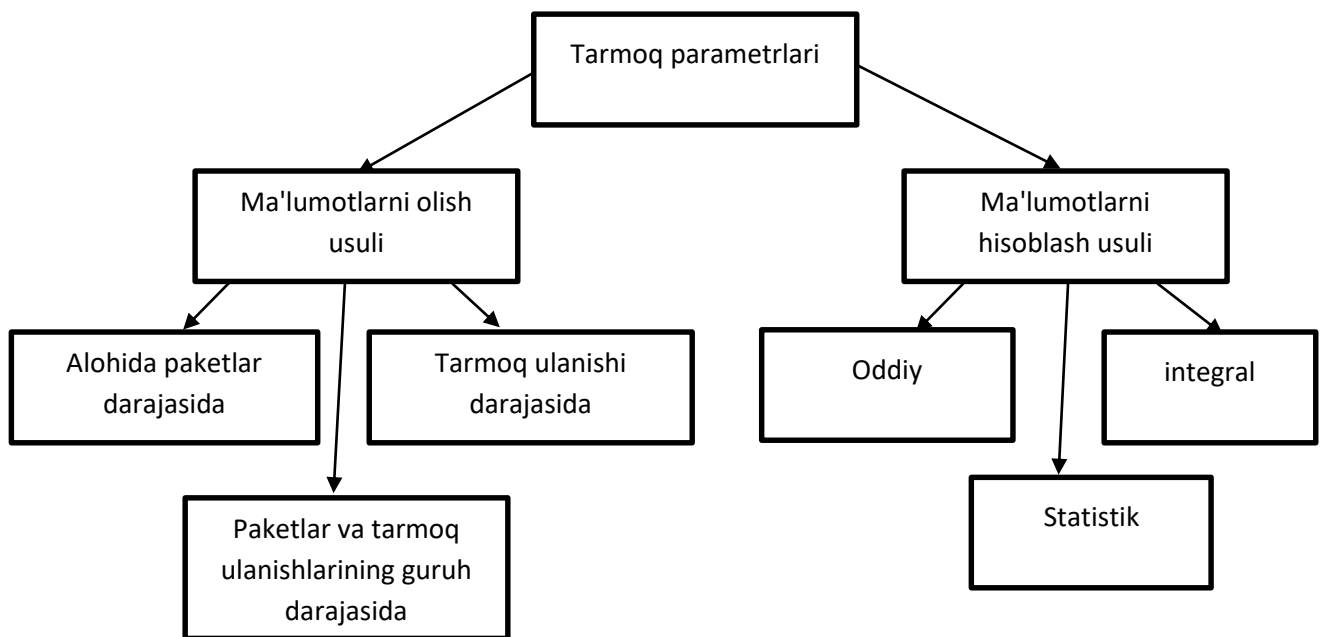 Tarmoq parametrlari
Ma'lumotlarni olish
usuli
Ma'lumotlarni
hisoblash usuli
Alohida paketlar
darajasida
Tarmoq ulanishi
darajasida
Oddiy
integral
Paketlar va tarmoq
ulanishlarining guruh
darajasida
Statistik